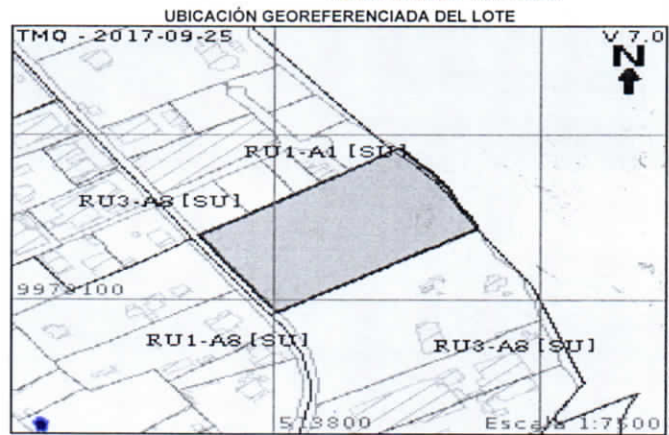 UBICACIÓN GEOREFERENCIADA DEL LOTE
TMQ - 2017-09-25 V 7.0
N
RU1-A1 [SU]
RU3-A8 [SU]
9979100
RU1-A8 [SU]
RU3-A8 [SU]
513800
Escala 1:7500